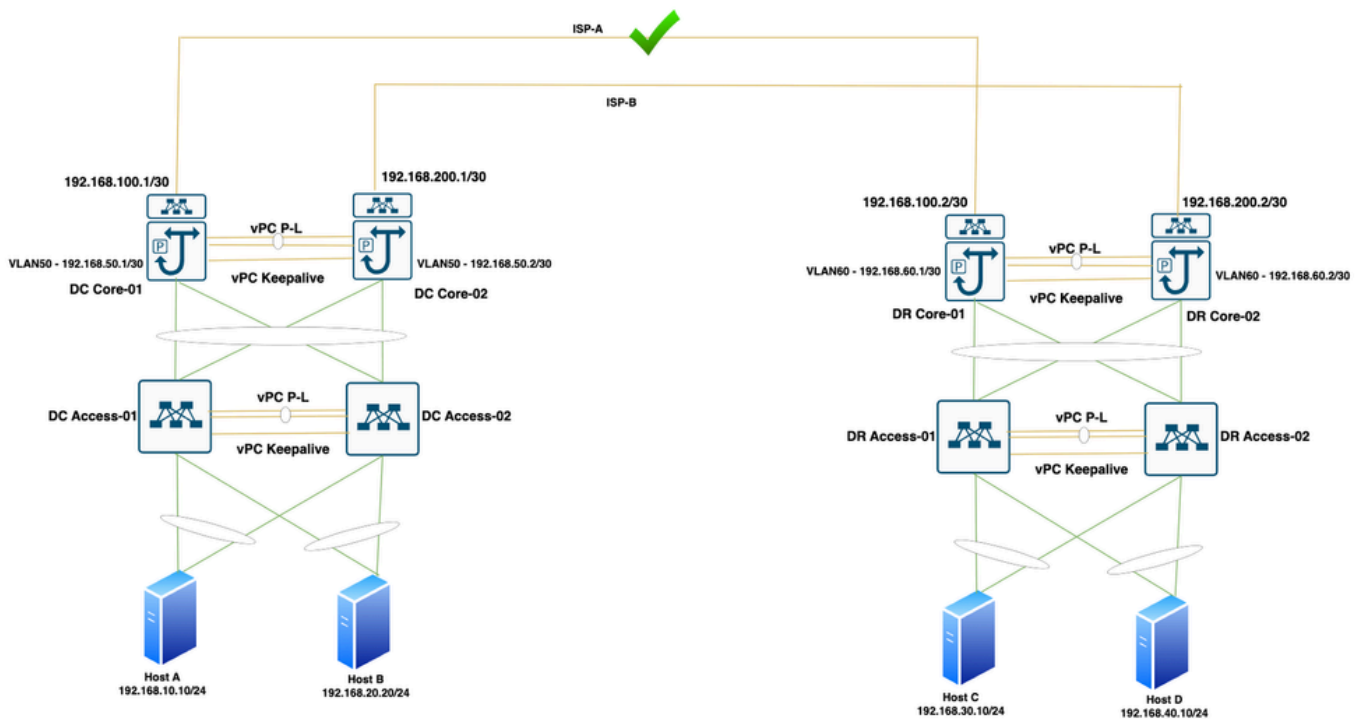 ISP-A
ISP-B
192.168.100.1/30
192.168.200.1/30
192.168.100.2/30
192.168.200.2/30
vPC P-L
P
P
VLAN50 - 192.168.50.1/30
VLAN50 - 192.168.50.2/30
vPC Keepalive
DC Core-01
DC Core-02
vPC P-L
P
P
VLAN60 - 192.168.60.1/30
VLAN60 - 192.168.60.2/30
vPC Keepalive
DR Core-01
DR Core-02
vPC P-L
DC Access-01
DC Access-02
vPC Keepalive
vPC P-L
DR Access-01
DR Access-02
vPC Keepalive
Host A
192.168.10.10/24
Host B
192.168.20.20/24
Host C
192.168.30.10/24
Host D
192.168.40.10/24